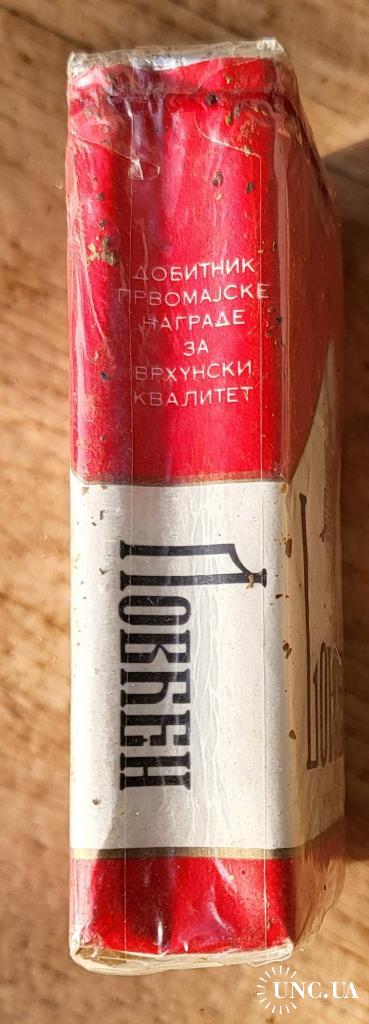 ДОБИТНИК
ПРВОМАЈСКЕ
НАГРАДЕ
ЗА
ВРХУНСКИ
КВАЛИТЕТ
ЛОВЋЕН
UNC.UA